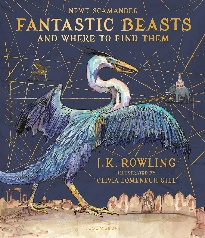 NEWT SCAMANDER
FANTASTIC BEASTS
AND WHERE TO FIND THEM
J.K. ROWLING
ILLUSTRATED BY
OLIVIA LOMENECH GILL